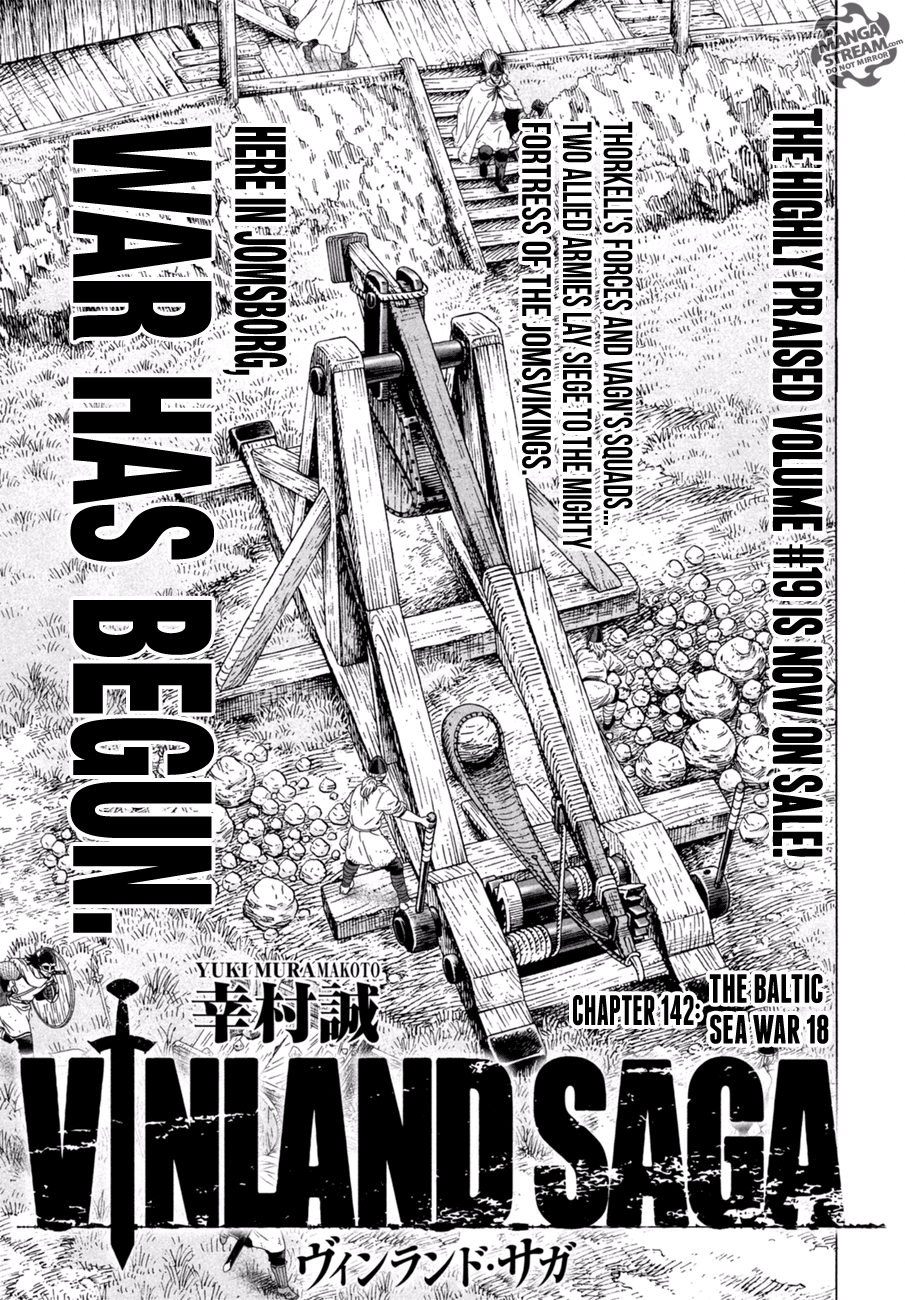 MANGA
STREAM.com
DO NOT MIRROR
THE HIGHLY PRAISED VOLUME #19 IS NOW ON SALE!
THORKELL'S FORCES AND VAGN'S SQUADS...
TWO ALLIED ARMIES LAY SIEGE TO THE MIGHTY
FORTRESS OF THE JOMSVIKINGS.
HERE IN JOMSBORG,
WAR HAS BEGUN.
YUKIMURA MAKOTO
幸村誠
CHAPTER 142: THE BALTIC
SEA WAR 18
VINLAND SAGA
ヴィンランド・サガ